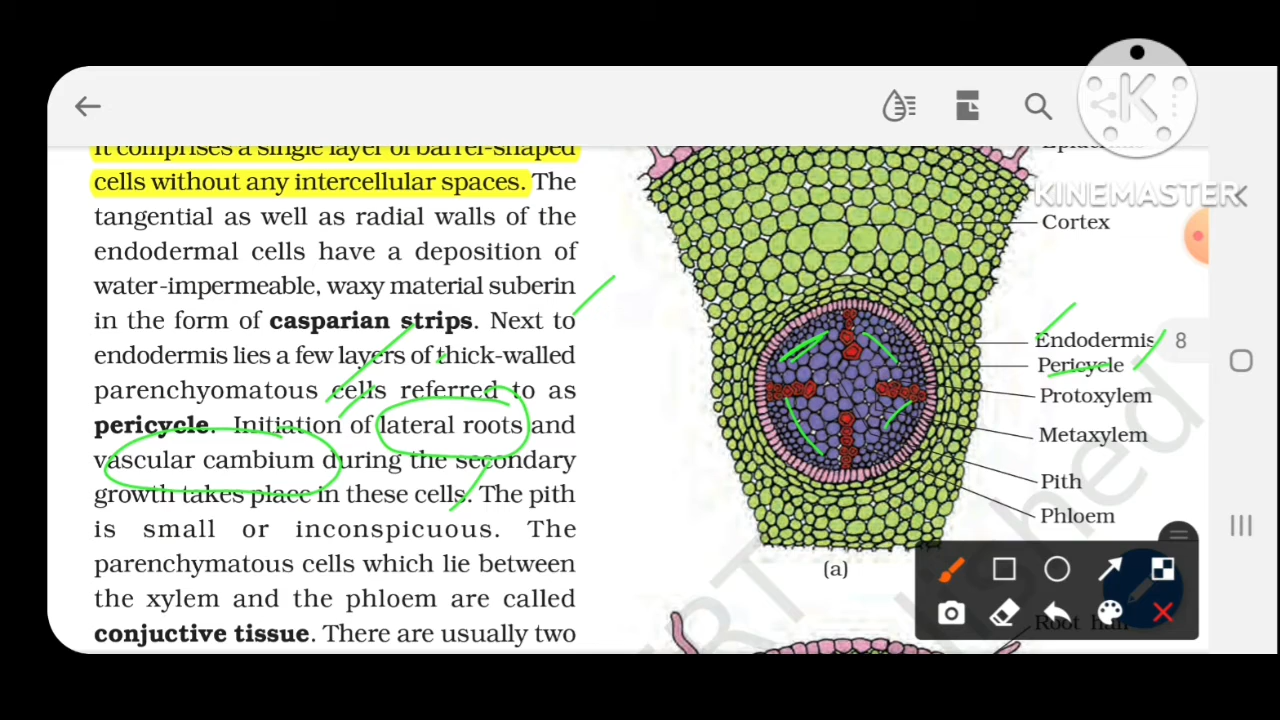 It comprises a single layer of barrel-shaped
cells without any intercellular spaces. The
tangential as well as radial walls of the
endodermal cells have a deposition of
water-impermeable, waxy material suberin
in the form of casparian strips. Next to
endodermis lies a few layers of thick-walled
parenchyomatous cells referred to as
pericycle. Initiation of lateral roots and
vascular cambium during the secondary
growth takes place in these cells. The pith
is small or inconspicuous. The
parenchymatous cells which lie between
the xylem and the phloem are called
conjuctive tissue. There are usually two
K
KINEMASTER
Cortex
Endodermis
8
Pericycle
Protoxylem
Metaxylem
Pith
Phloem
(a)
Root hair